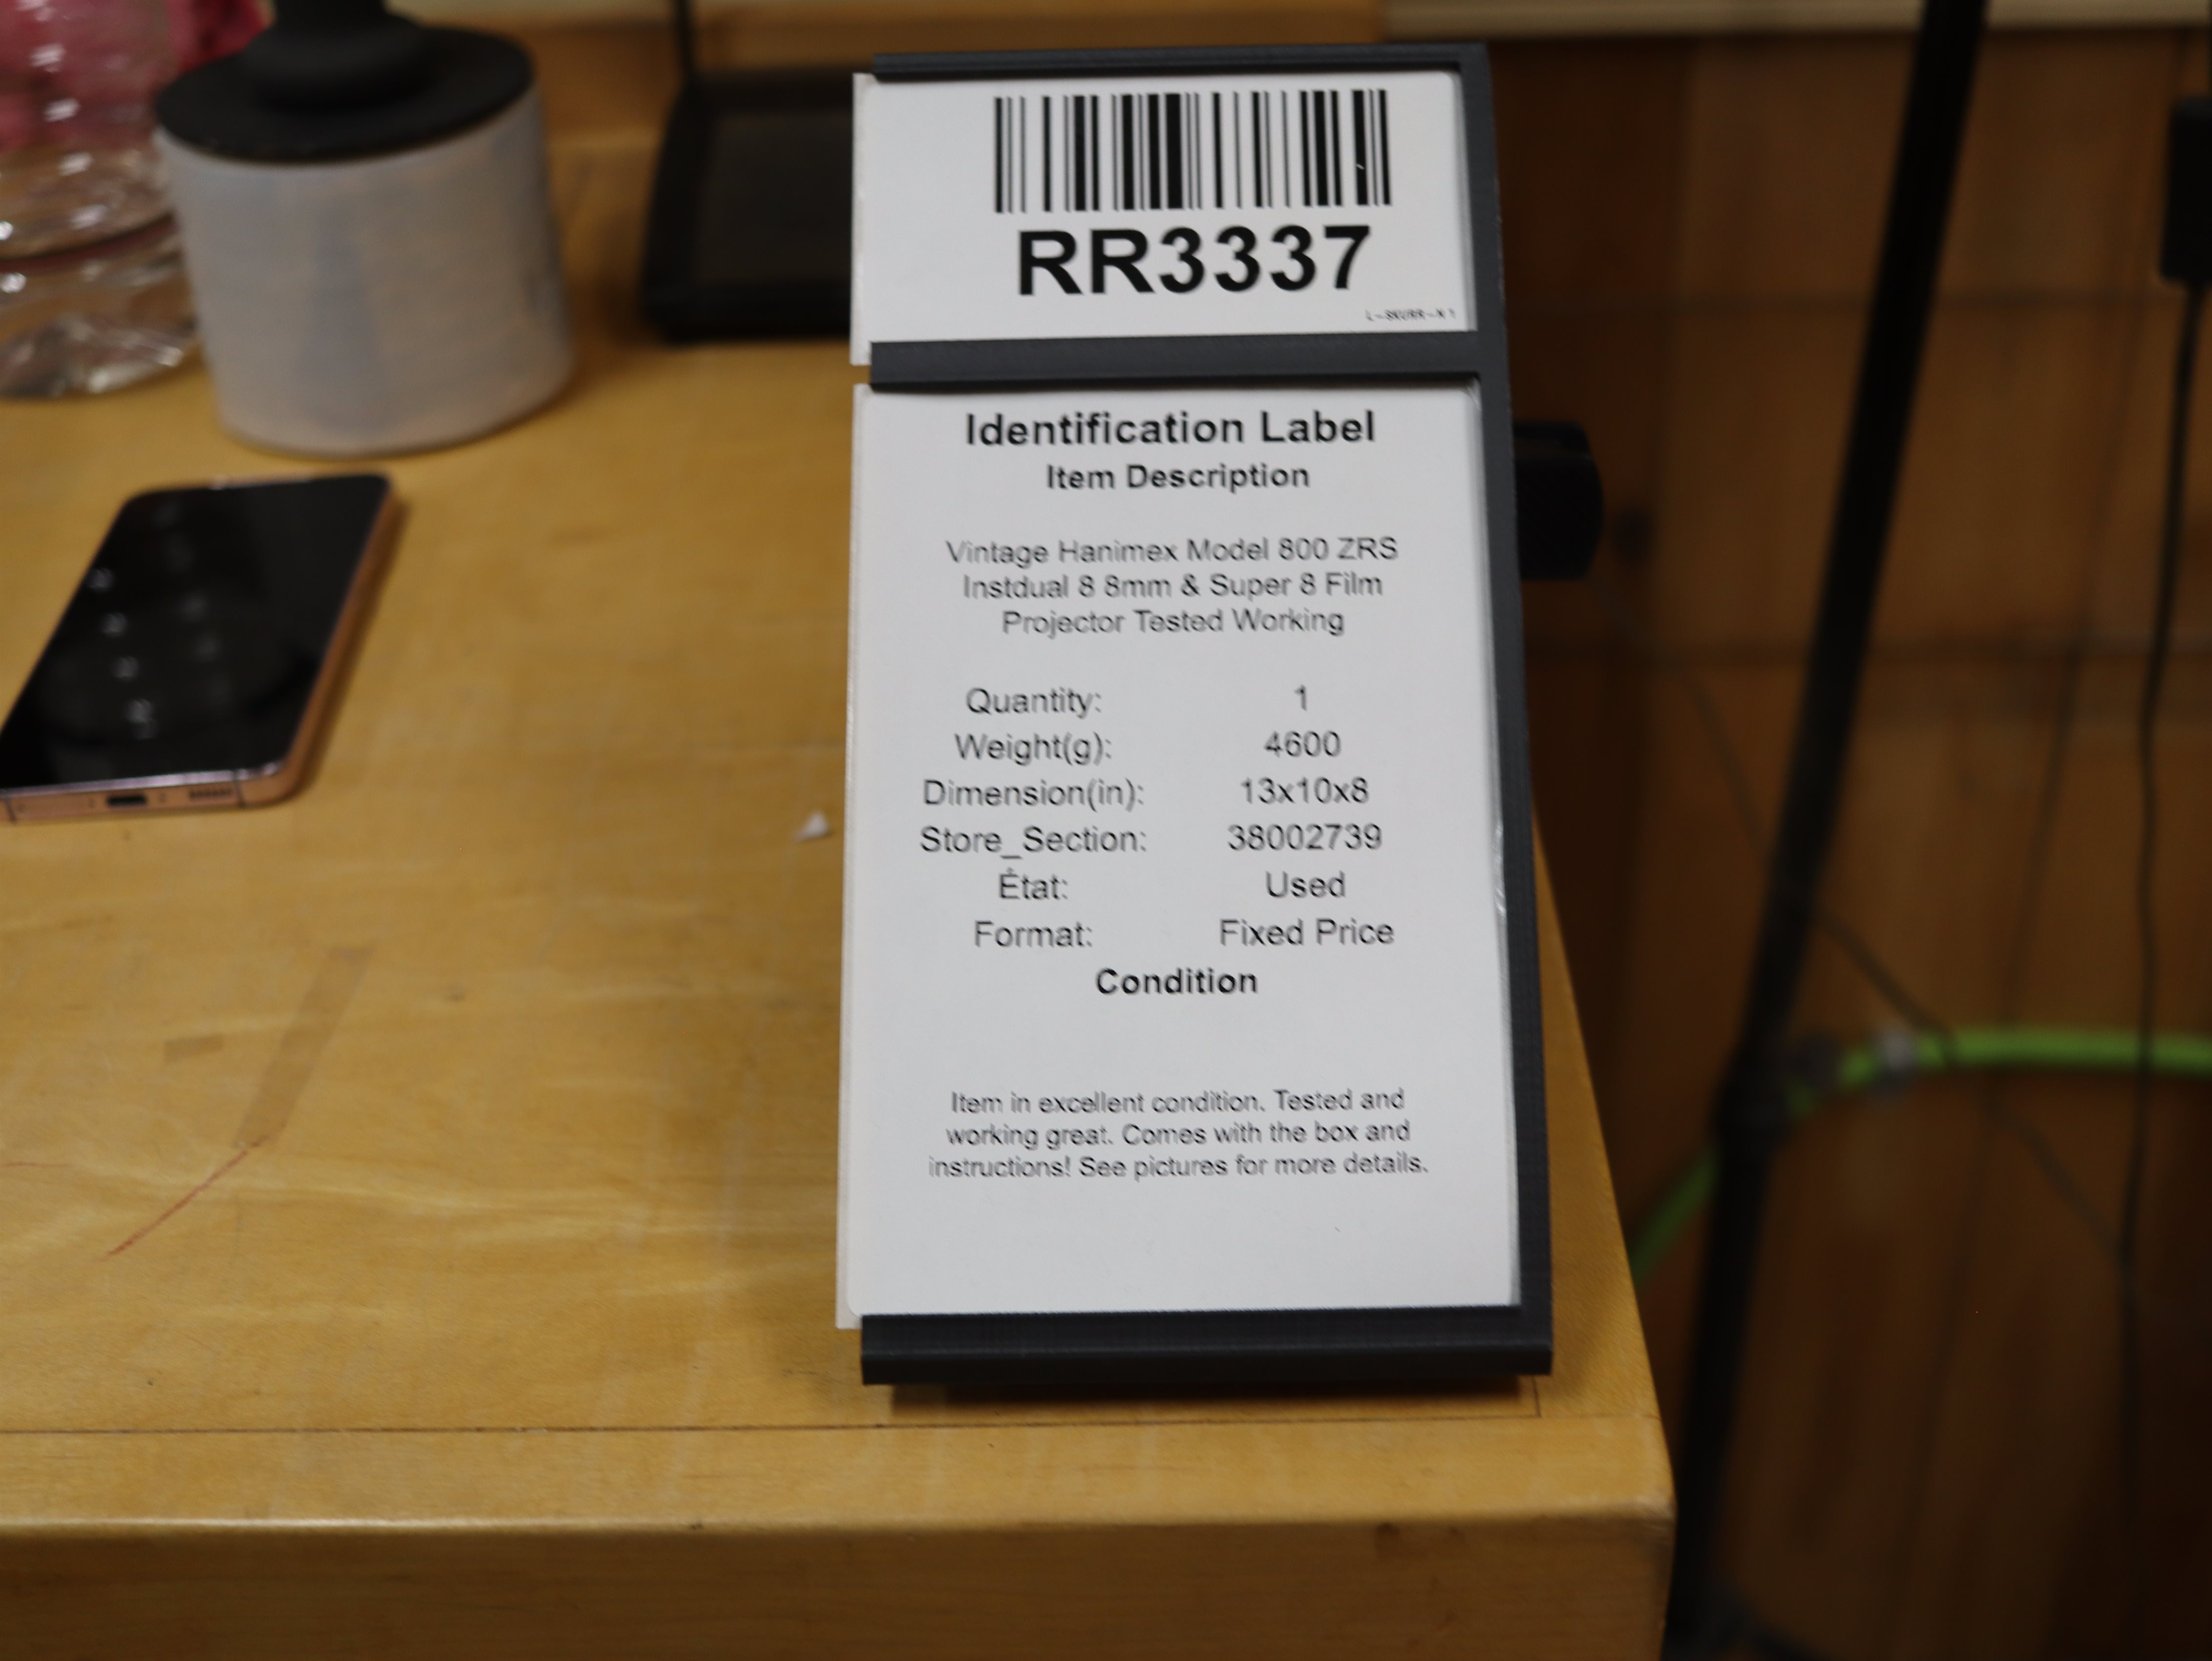 RR3337
L-SKURR-N1
Identification Label
Item Description
Vintage Hanimex Model 800 ZRS
Instdual 8 8mm & Super 8 Film
Projector Tested Working
Quantity: 1
Weight(g): 4600
Dimension(in): 13x10x8
Store_Section: 38002739
État: Used
Format: Fixed Price
Condition
Item in excellent condition. Tested and
working great. Comes with the box and
instructions! See pictures for more details.